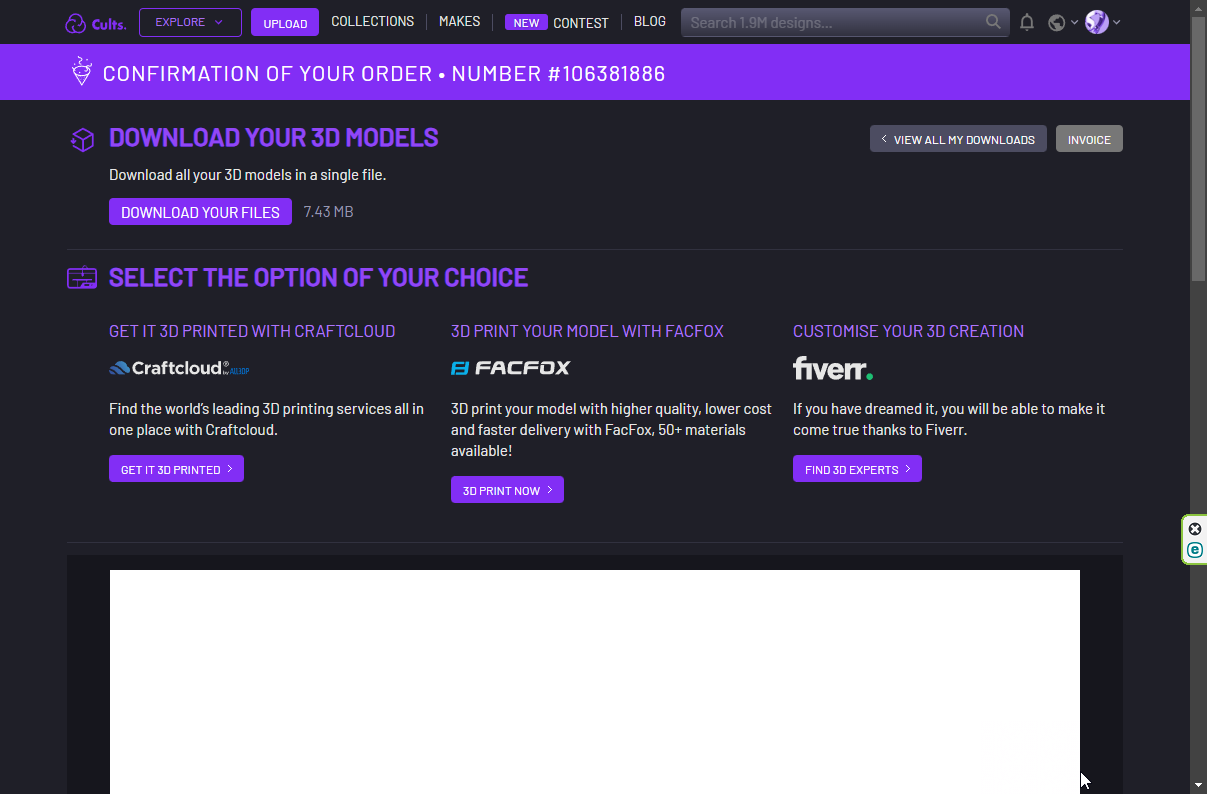 Cults.
EXPLORE
UPLOAD
COLLECTIONS
MAKES
NEW CONTEST
BLOG
Search 1.9M designs...
CONFIRMATION OF YOUR ORDER • NUMBER #106381886
DOWNLOAD YOUR 3D MODELS
VIEW ALL MY DOWNLOADS
INVOICE
Download all your 3D models in a single file.
DOWNLOAD YOUR FILES 7.43 MB
SELECT THE OPTION OF YOUR CHOICE
GET IT 3D PRINTED WITH CRAFTCLOUD
Craftcloud® by ALL3DP
Find the world’s leading 3D printing services all in
one place with Craftcloud.
GET IT 3D PRINTED
3D PRINT YOUR MODEL WITH FACFOX
FACFOX
3D print your model with higher quality, lower cost
and faster delivery with FacFox, 50+ materials
available!
3D PRINT NOW
CUSTOMISE YOUR 3D CREATION
fiverr.
If you have dreamed it, you will be able to make it
come true thanks to Fiverr.
FIND 3D EXPERTS
e